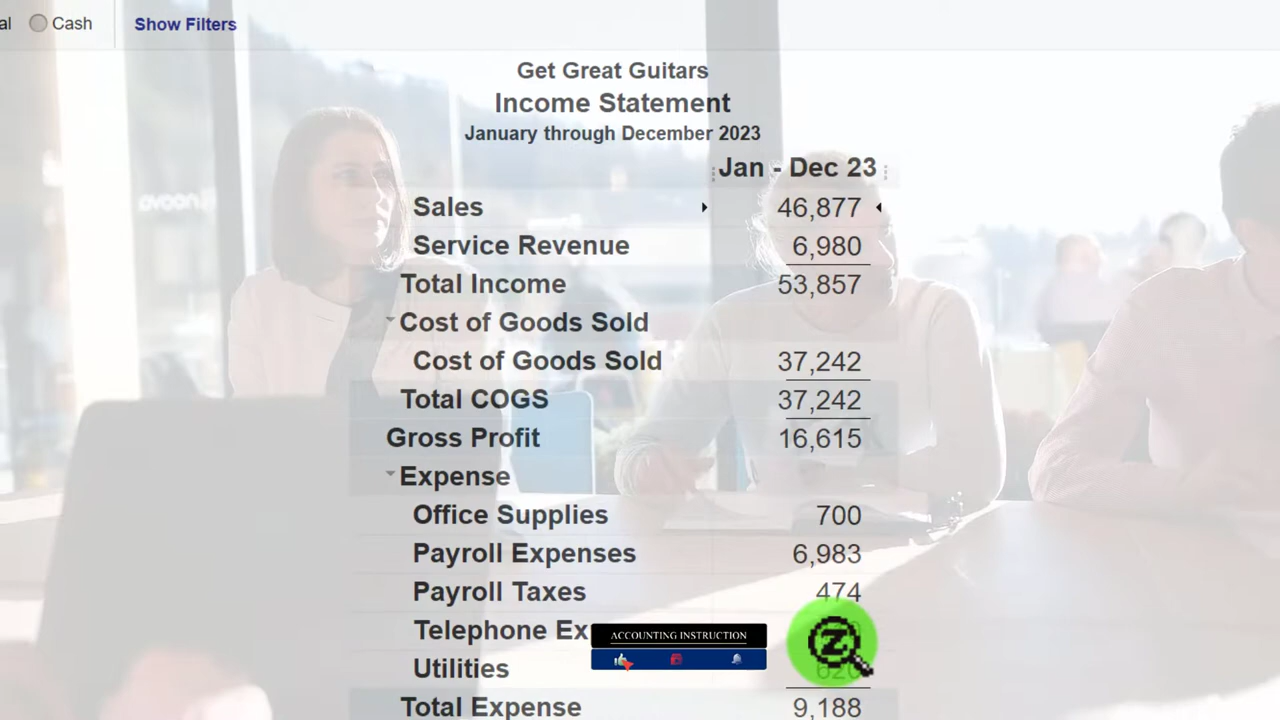 Cash Show Filters
Get Great Guitars
Income Statement
January through December 2023
Jan - Dec 23
Sales 46,877
Service Revenue 6,980
Total Income 53,857
Cost of Goods Sold
Cost of Goods Sold 37,242
Total COGS 37,242
Gross Profit 16,615
Expense
Office Supplies 700
Payroll Expenses 6,983
Payroll Taxes 474
Telephone
ACCOUNTING INSTRUCTION
Utilities 620
Total Expense 9,188